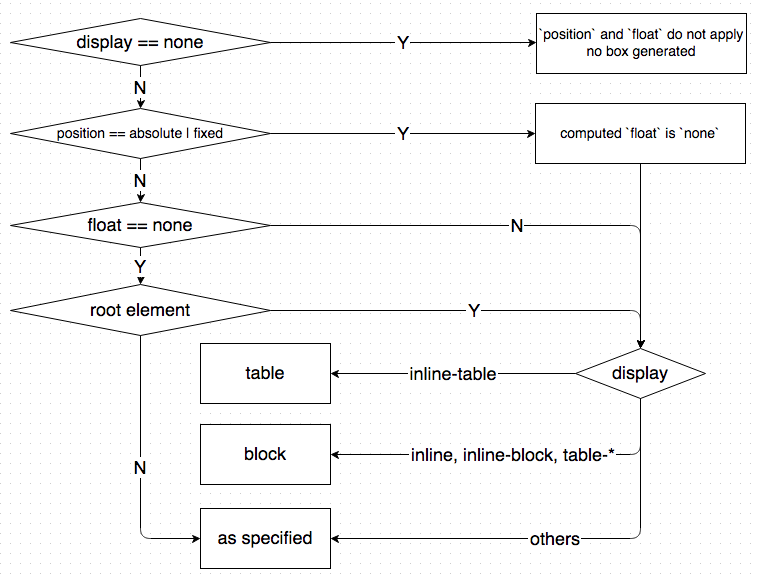 display == none
Y
`position` and `float` do not apply
no box generated
N
position == absolute | fixed
Y
computed `float` is `none`
N
float == none
N
Y
root element
Y
table
inline-table
display
block
inline, inline-block, table-*
N
as specified
others